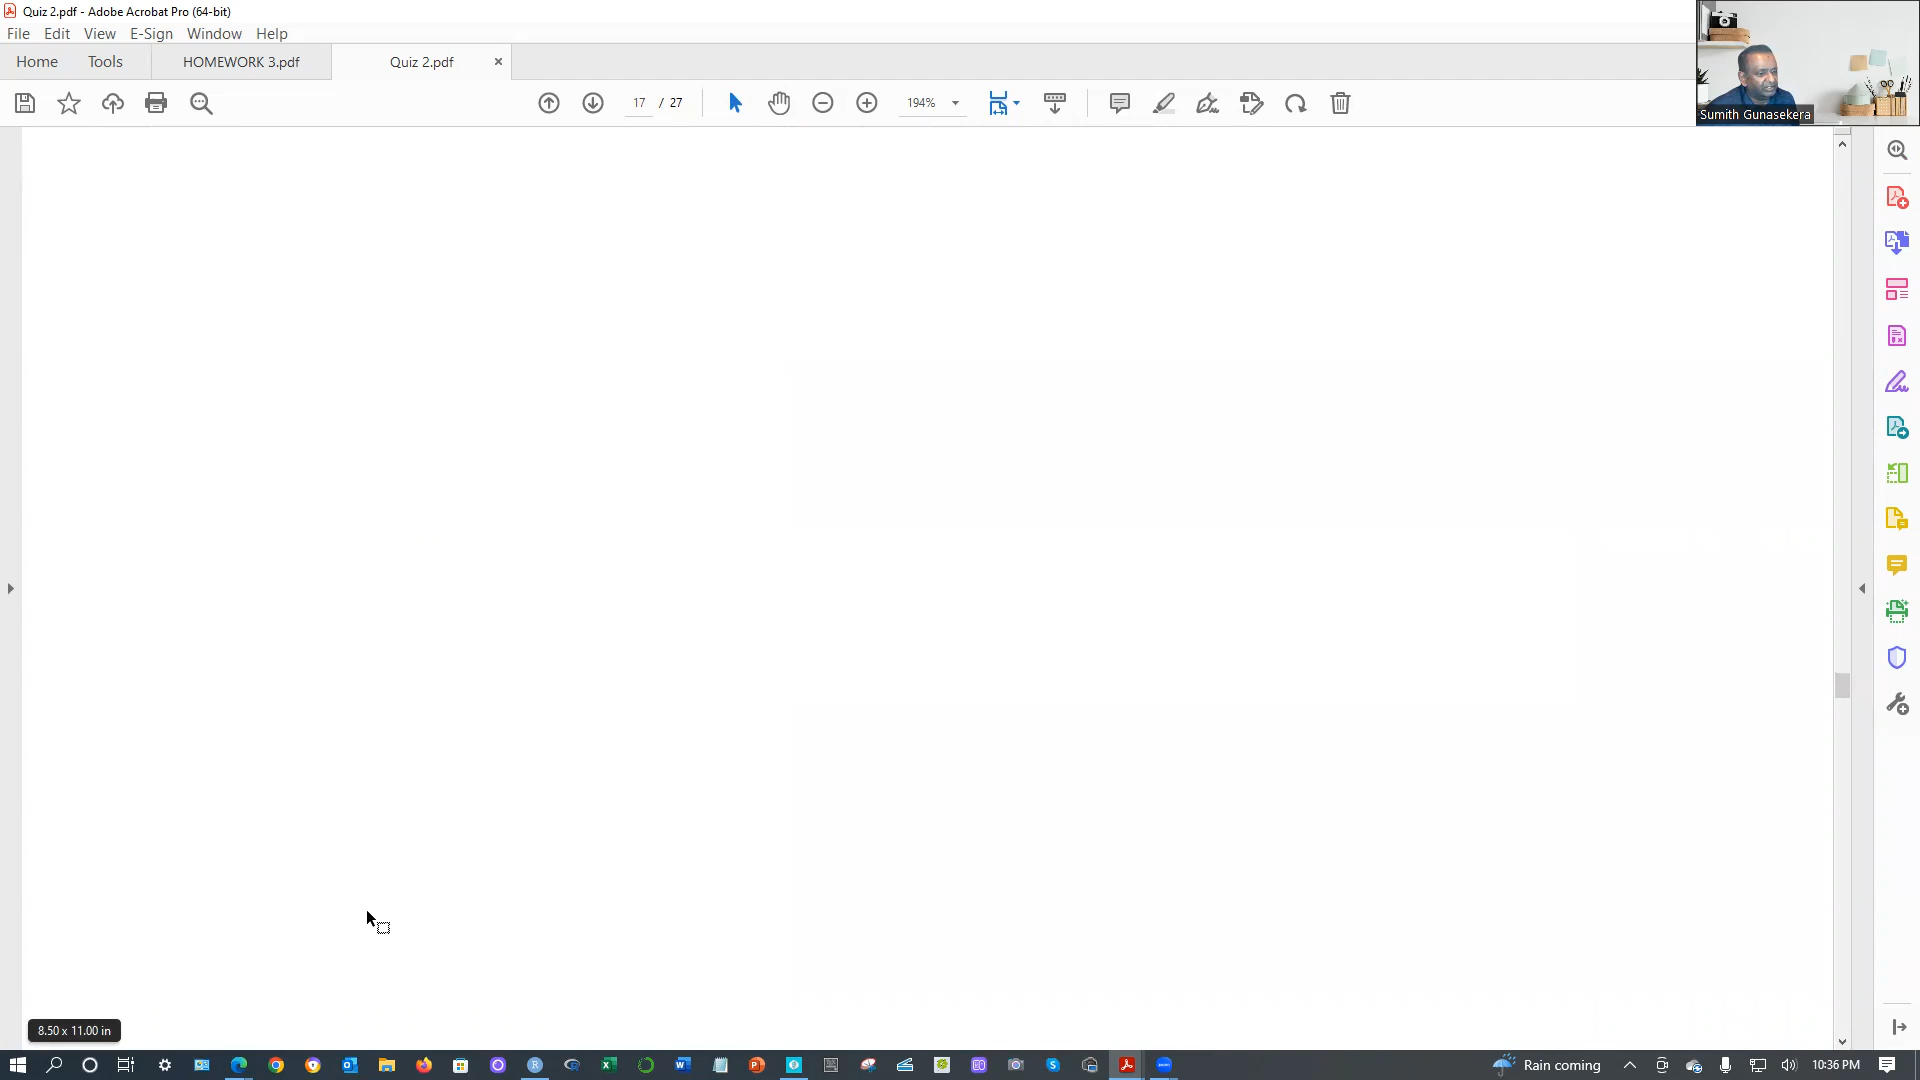 Quiz 2.pdf - Adobe Acrobat Pro (64-bit)
File Edit View E-Sign Window Help
Home Tools HOMEWORK 3.pdf Quiz 2.pdf
17 / 27 194%
Sumith Gunasekera
8.50 x 11.00 in
Rain coming 10:36 PM